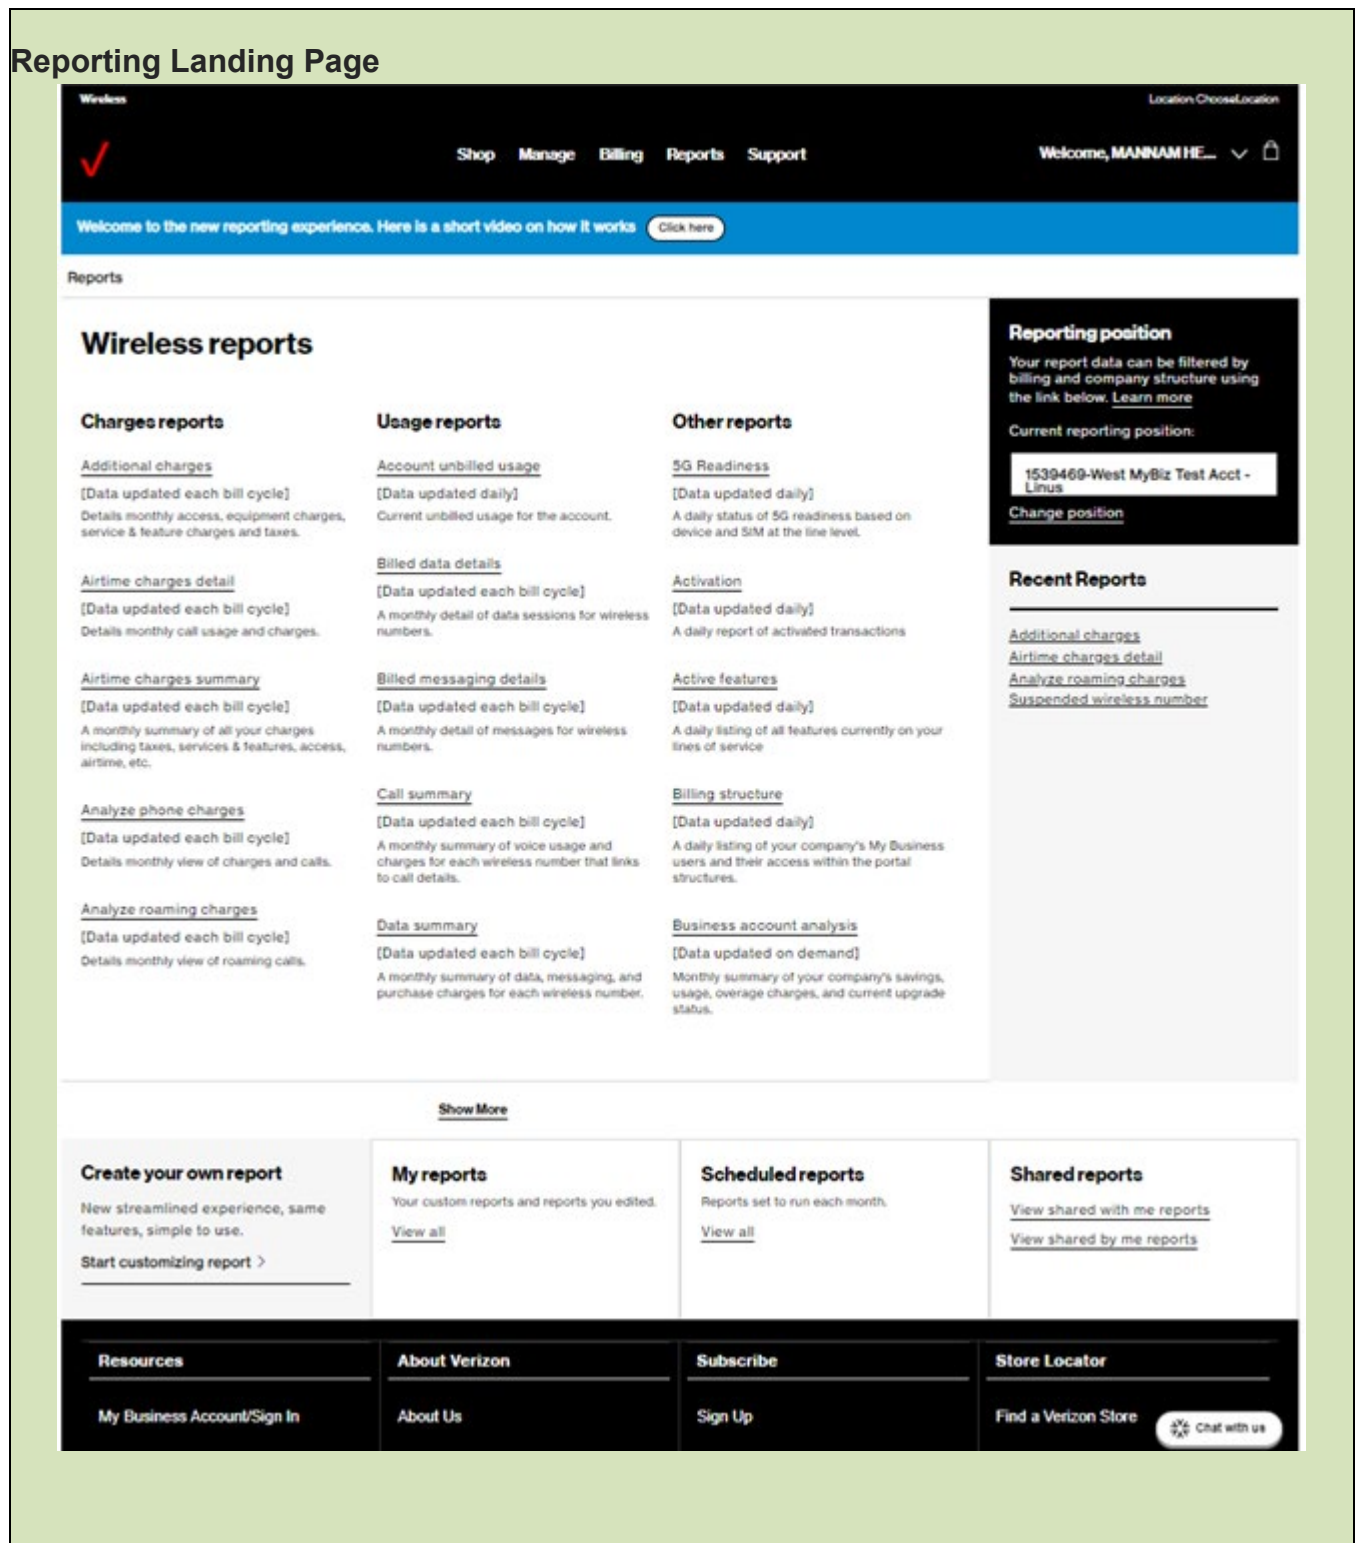 Reporting Landing Page
Wireless
Location: ChooseLocation
Shop Manage Billing Reports Support
Welcome, MANNAM HE...
Welcome to the new reporting experience. Here is a short video on how it works
Click here
Reports
Wireless reports
Charges reports
Additional charges
[Data updated each bill cycle]
Details monthly access, equipment charges,
service & feature charges and taxes.
Airtime charges detail
[Data updated each bill cycle]
Details monthly call usage and charges.
Airtime charges summary
[Data updated each bill cycle]
A monthly summary of all your charges
including taxes, services & features, access,
airtime, etc.
Analyze phone charges
[Data updated each bill cycle]
Details monthly view of charges and calls.
Analyze roaming charges
[Data updated each bill cycle]
Details monthly view of roaming calls.
Usage reports
Account unbilled usage
[Data updated daily]
Current unbilled usage for the account.
Billed data details
[Data updated each bill cycle]
A monthly detail of data sessions for wireless
numbers.
Billed messaging details
[Data updated each bill cycle]
A monthly detail of messages for wireless
numbers.
Call summary
[Data updated each bill cycle]
A monthly summary of voice usage and
charges for each wireless number that links
to call details.
Data summary
[Data updated each bill cycle]
A monthly summary of data, messaging, and
purchase charges for each wireless number.
Other reports
5G Readiness
[Data updated daily]
A daily status of 5G readiness based on
device and SIM at the line level.
Activation
[Data updated daily]
A daily report of activated transactions
Active features
[Data updated daily]
A daily listing of all features currently on your
lines of service
Billing structure
[Data updated daily]
A daily listing of your company's My Business
users and their access within the portal
structures.
Business account analysis
[Data updated on demand]
Monthly summary of your company's savings,
usage, overage charges, and current upgrade
status.
Reporting position
Your report data can be filtered by
billing and company structure using
the link below. Learn more
Current reporting position:
1539469-West MyBiz Test Acct -
Linus
Change position
Recent Reports
Additional charges
Airtime charges detail
Analyze roaming charges
Suspended wireless number
Show More
Create your own report
New streamlined experience, same
features, simple to use.
Start customizing report >
My reports
Your custom reports and reports you edited.
View all
Scheduled reports
Reports set to run each month.
View all
Shared reports
View shared with me reports
View shared by me reports
Resources
My Business Account/Sign In
About Verizon
About Us
Subscribe
Sign Up
Store Locator
Find a Verizon Store
Chat with us